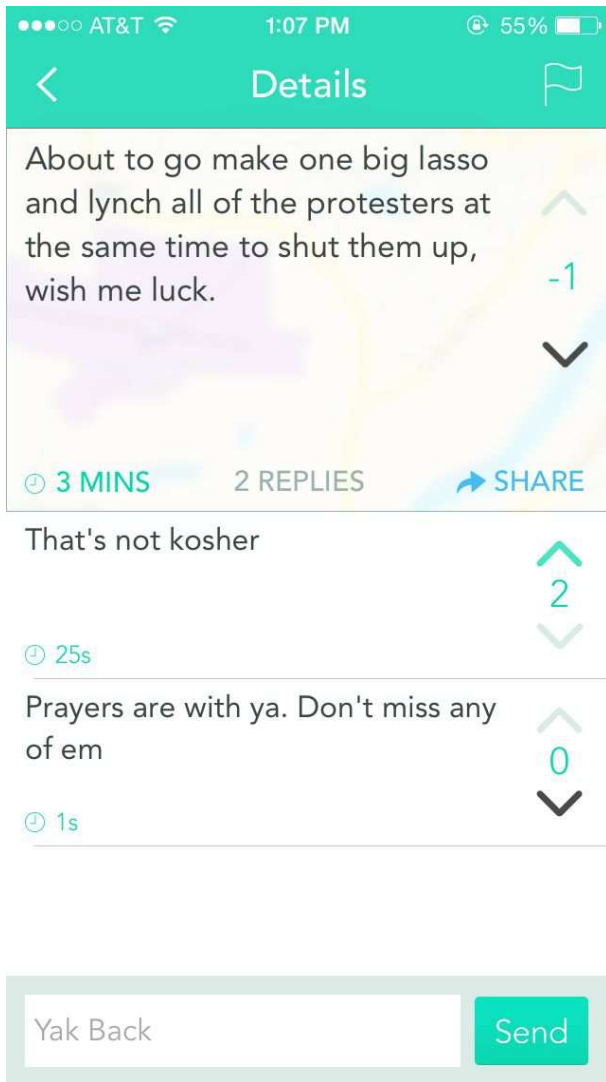 AT&T 1:07 PM 55%
Details
About to go make one big lasso
and lynch all of the protesters at
the same time to shut them up,
wish me luck.
-1
3 MINS 2 REPLIES SHARE
That's not kosher
2
25s
Prayers are with ya. Don't miss any
of em
0
1s
Yak Back Send